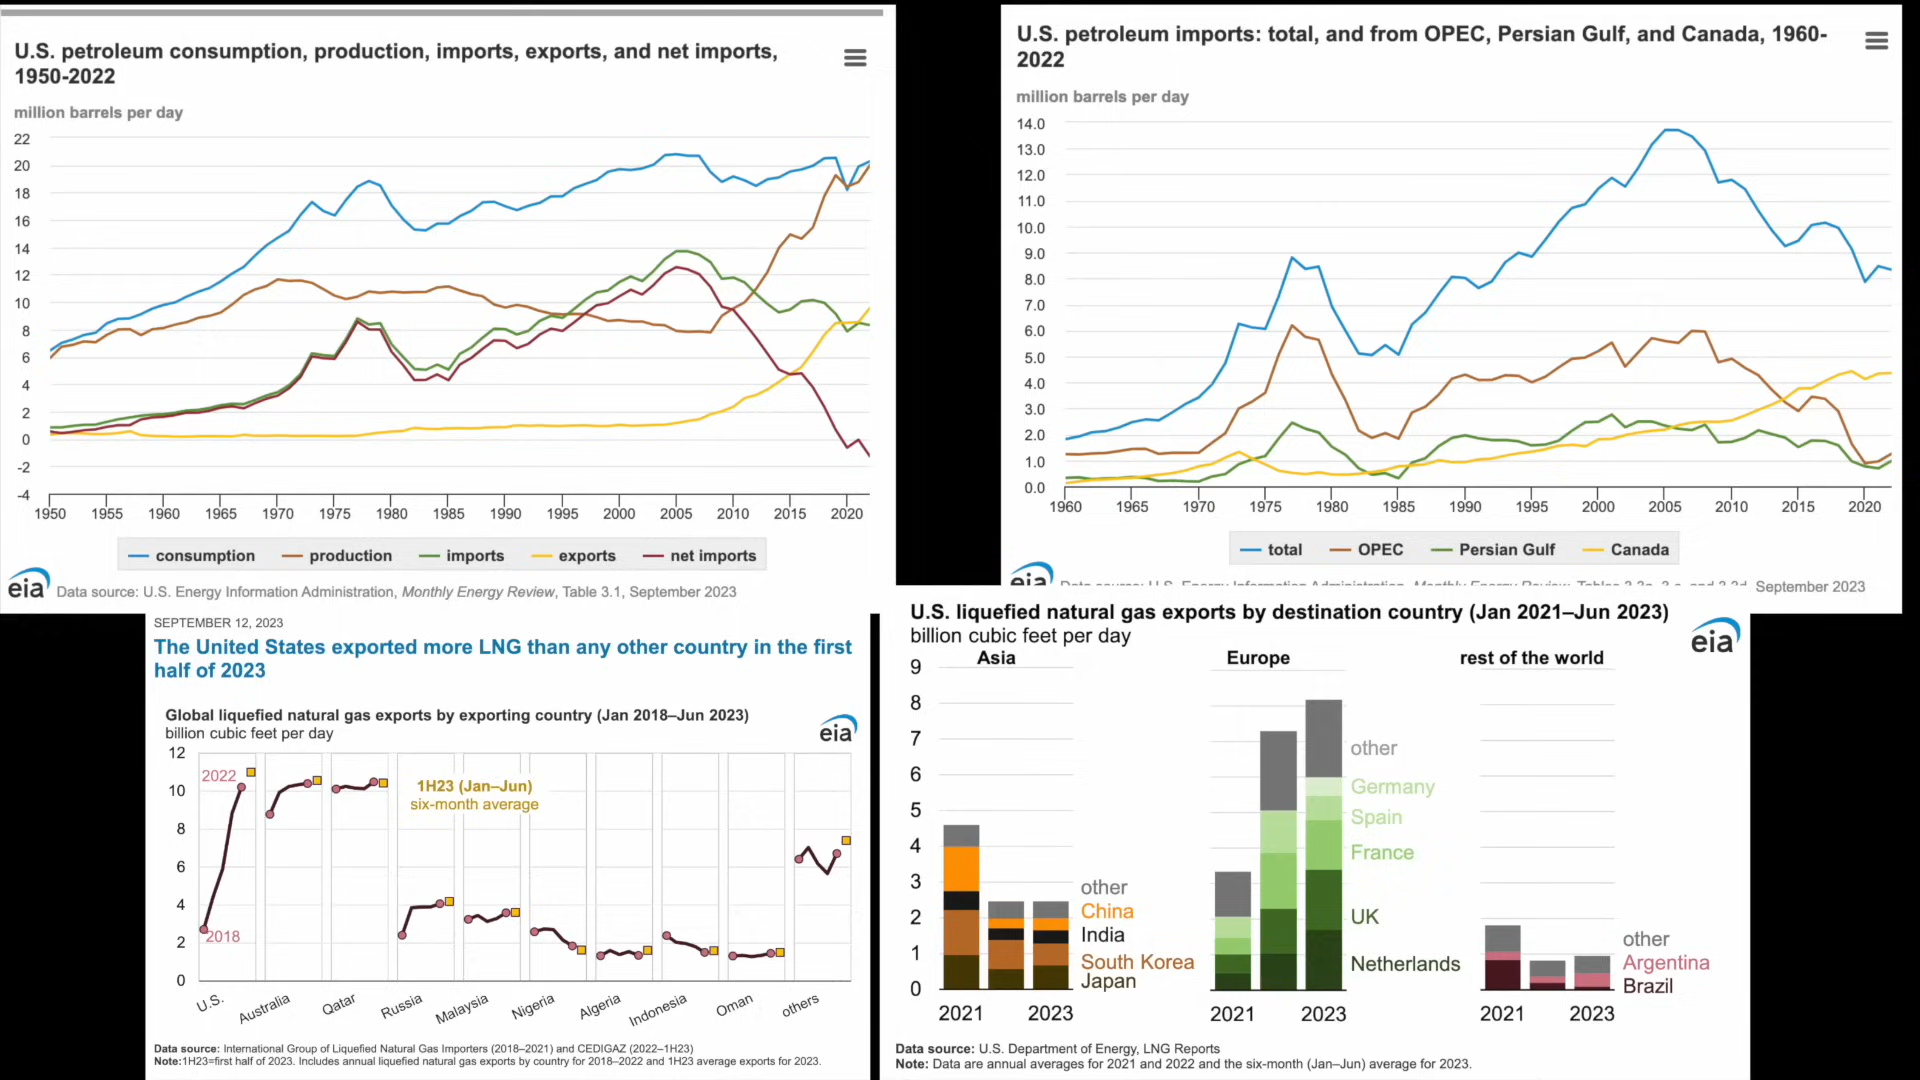 U.S. petroleum consumption, production, imports, exports, and net imports,
1950-2022
million barrels per day
22
20
18
16
14
12
10
8
6
4
2
0
-2
-4
1950 1955 1960 1965 1970 1975 1980 1985 1990 1995 2000 2005 2010 2015 2020
consumption production imports exports net imports
eia Data source: U.S. Energy Information Administration, Monthly Energy Review, Table 3.1, September 2023
U.S. petroleum imports: total, and from OPEC, Persian Gulf, and Canada, 1960-
2022
million barrels per day
14.0
13.0
12.0
11.0
10.0
9.0
8.0
7.0
6.0
5.0
4.0
3.0
2.0
1.0
0.0
1960 1965 1970 1975 1980 1985 1990 1995 2000 2005 2010 2015 2020
total OPEC Persian Gulf Canada
eia Data source: U.S. Energy Information Administration, Monthly Energy Review, Tables and September 2023
SEPTEMBER 12, 2023
The United States exported more LNG than any other country in the first
half of 2023
Global liquefied natural gas exports by exporting country (Jan 2018–Jun 2023)
billion cubic feet per day
eia
12
10
8
6
4
2
0
2022
2018
1H23 (Jan–Jun)
six-month average
U.S. Australia Qatar Russia Malaysia Nigeria Algeria Indonesia Oman others
Data source: International Group of Liquefied Natural Gas Importers (2018–2021) and CEDIGAZ (2022–1H23)
Note:1H23=first half of 2023. Includes annual liquefied natural gas exports by country for 2018–2022 and 1H23 average exports for 2023.
U.S. liquefied natural gas exports by destination country (Jan 2021–Jun 2023)
billion cubic feet per day
eia
Asia Europe rest of the world
9
8
7
6
5
4
3
2
1
0
other
China
India
South Korea
Japan
2021 2023
other
Germany
Spain
France
UK
Netherlands
2021 2023
other
Argentina
Brazil
2021 2023
Data source: U.S. Department of Energy, LNG Reports
Note: Data are annual averages for 2021 and 2022 and the six-month (Jan–Jun) average for 2023.